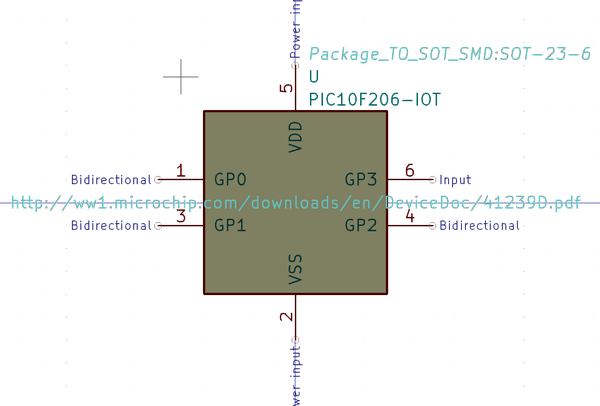 Power in
Package_TO_SOT_SMD:SOT-23-6
U
5
PIC10F206-IOT
VDD
Bidirectional 1 GP0 GP3 6 Input
http://ww1.microchip.com/downloads/en/DeviceDoc/41239D.pdf
Bidirectional 3 GP1 GP2 4 Bidirectional
VSS
2
wer input